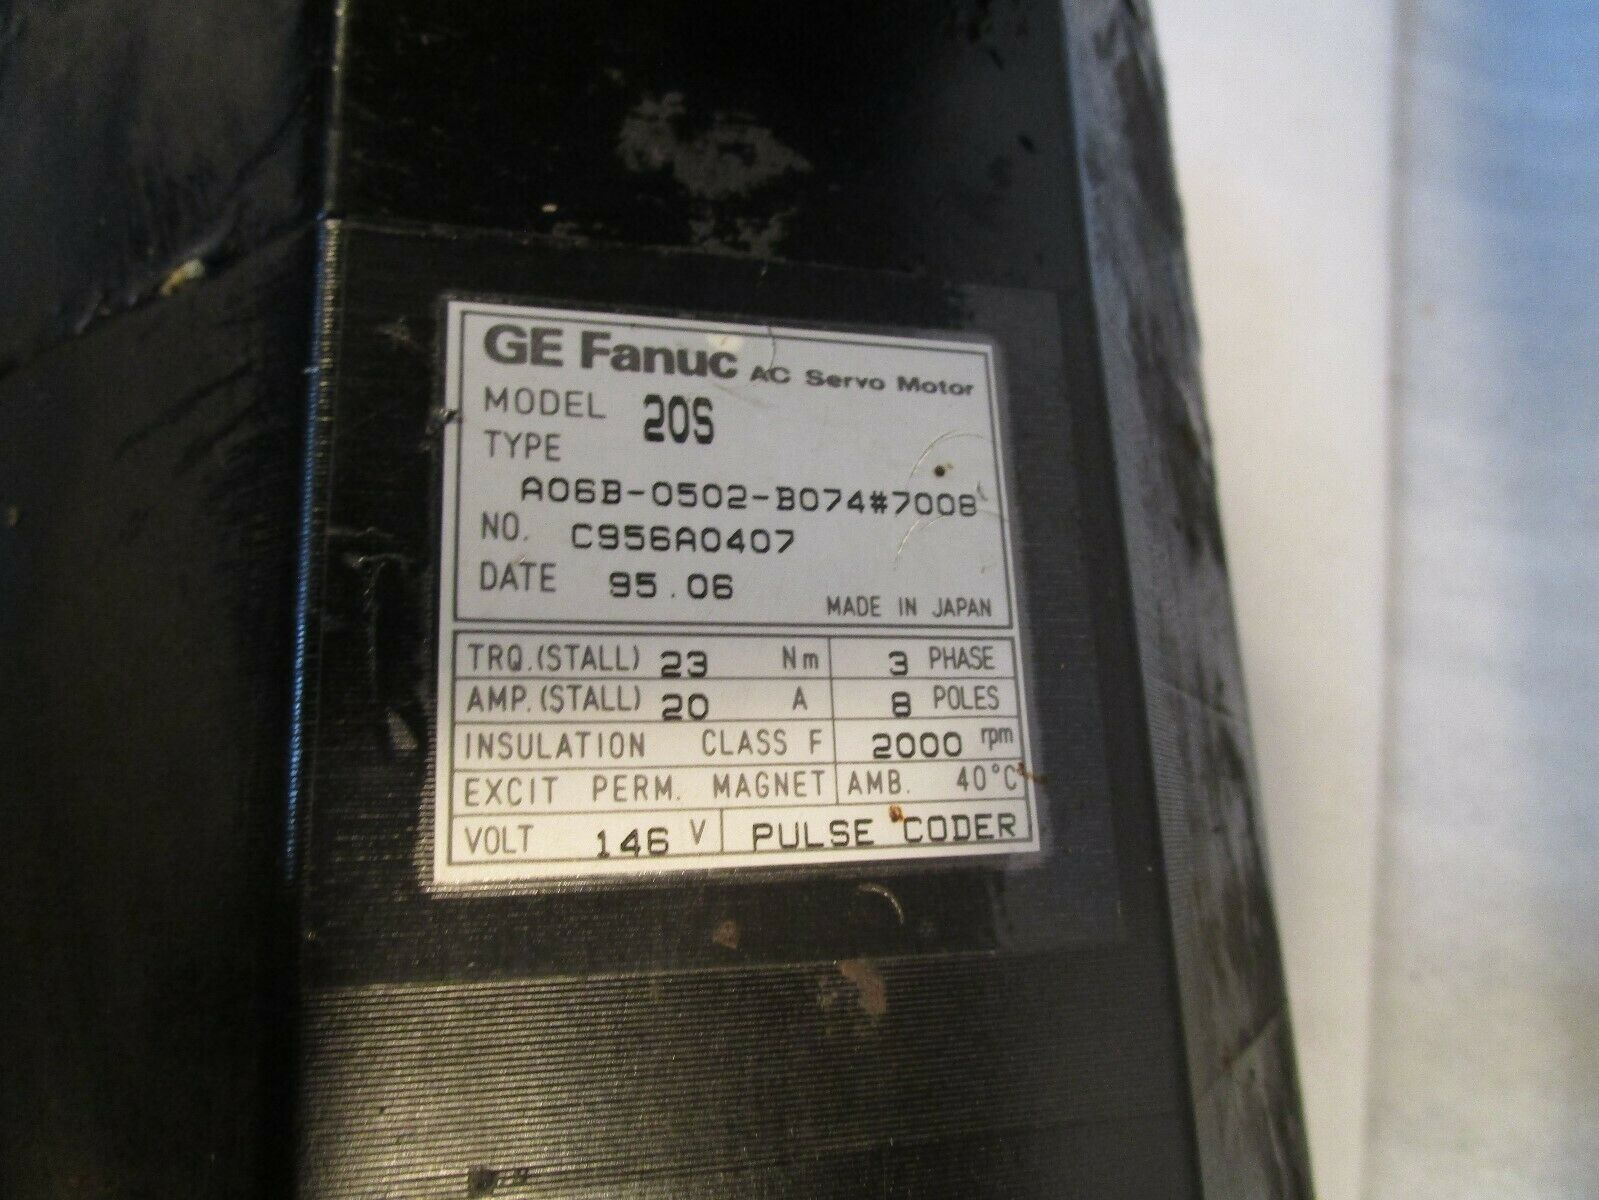 GE Fanuc AC Servo Motor
MODEL 20S
TYPE
A06B-0502-B074#7008
NO. C956A0407
DATE 95.06
MADE IN JAPAN
TRQ.(STALL) 23 Nm 3 PHASE
AMP.(STALL) 20 A 8 POLES
INSULATION CLASS F 2000 rpm
EXCIT PERM. MAGNET AMB. 40°C
VOLT 146 V PULSE CODER